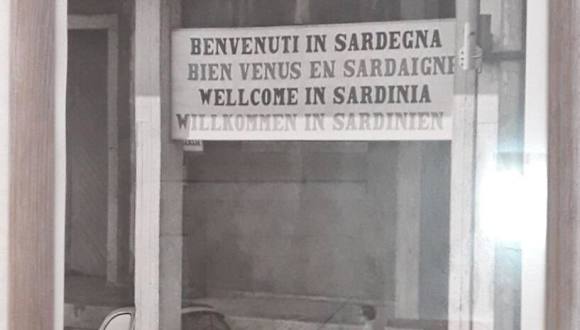 BENVENUTI IN SARDEGNA
BIEN VENUS EN SARDAIGNE
WELLCOME IN SARDINIA
WILLKOMMEN IN SARDINIEN